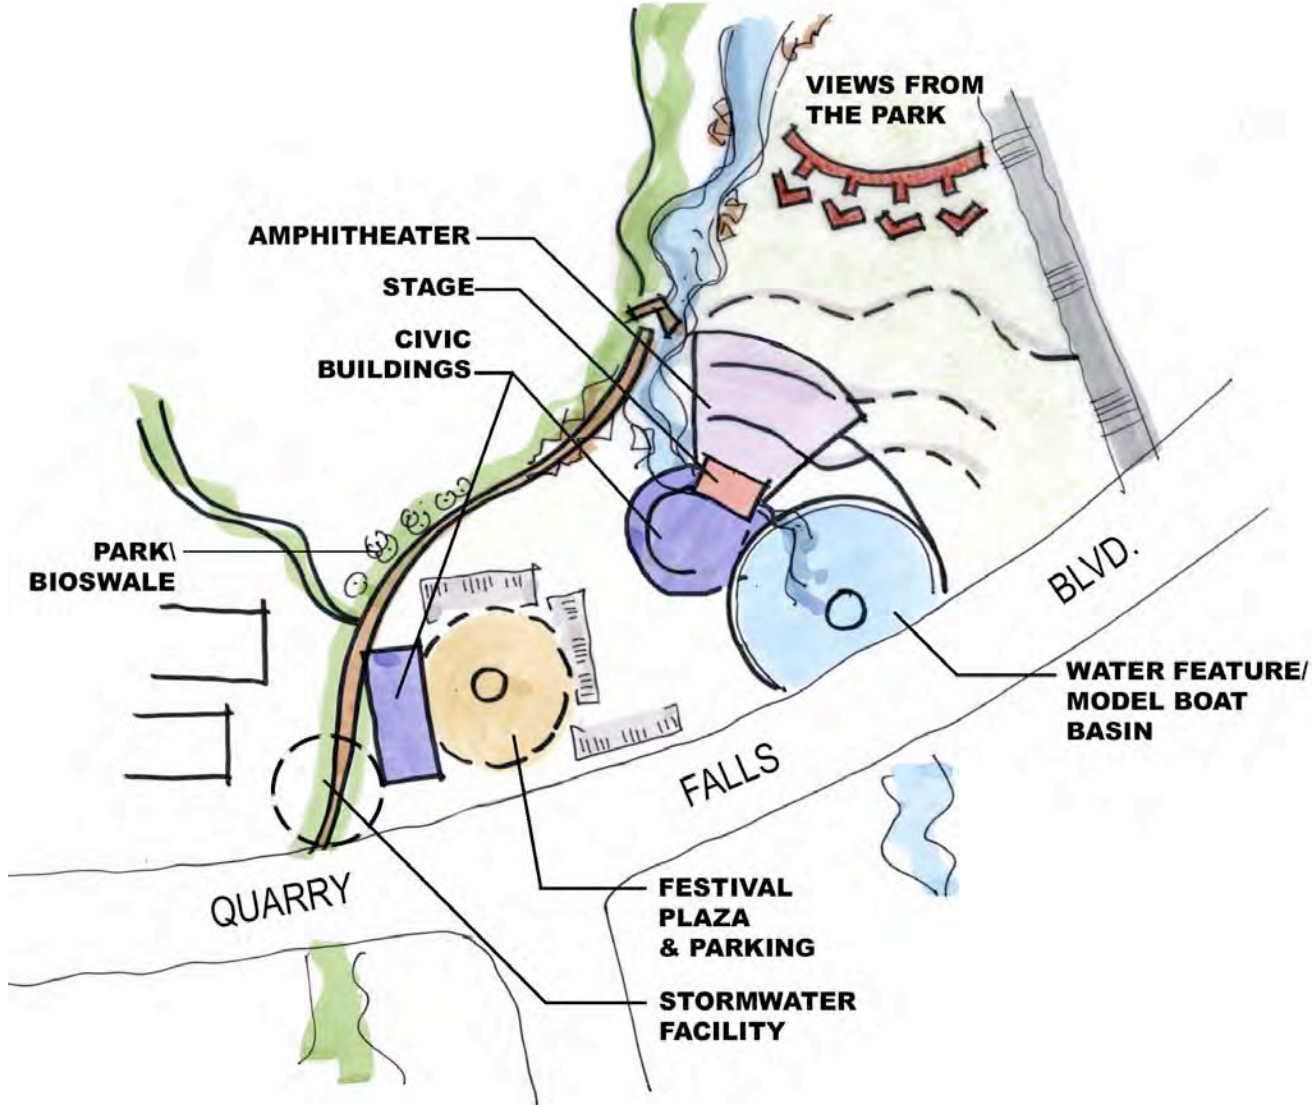 VIEWS FROM
THE PARK
AMPHITHEATER
STAGE
CIVIC
BUILDINGS
PARK\
BIOSWALE
BLVD.
WATER FEATURE/
MODEL BOAT
BASIN
FALLS
QUARRY
FESTIVAL
PLAZA
& PARKING
STORMWATER
FACILITY